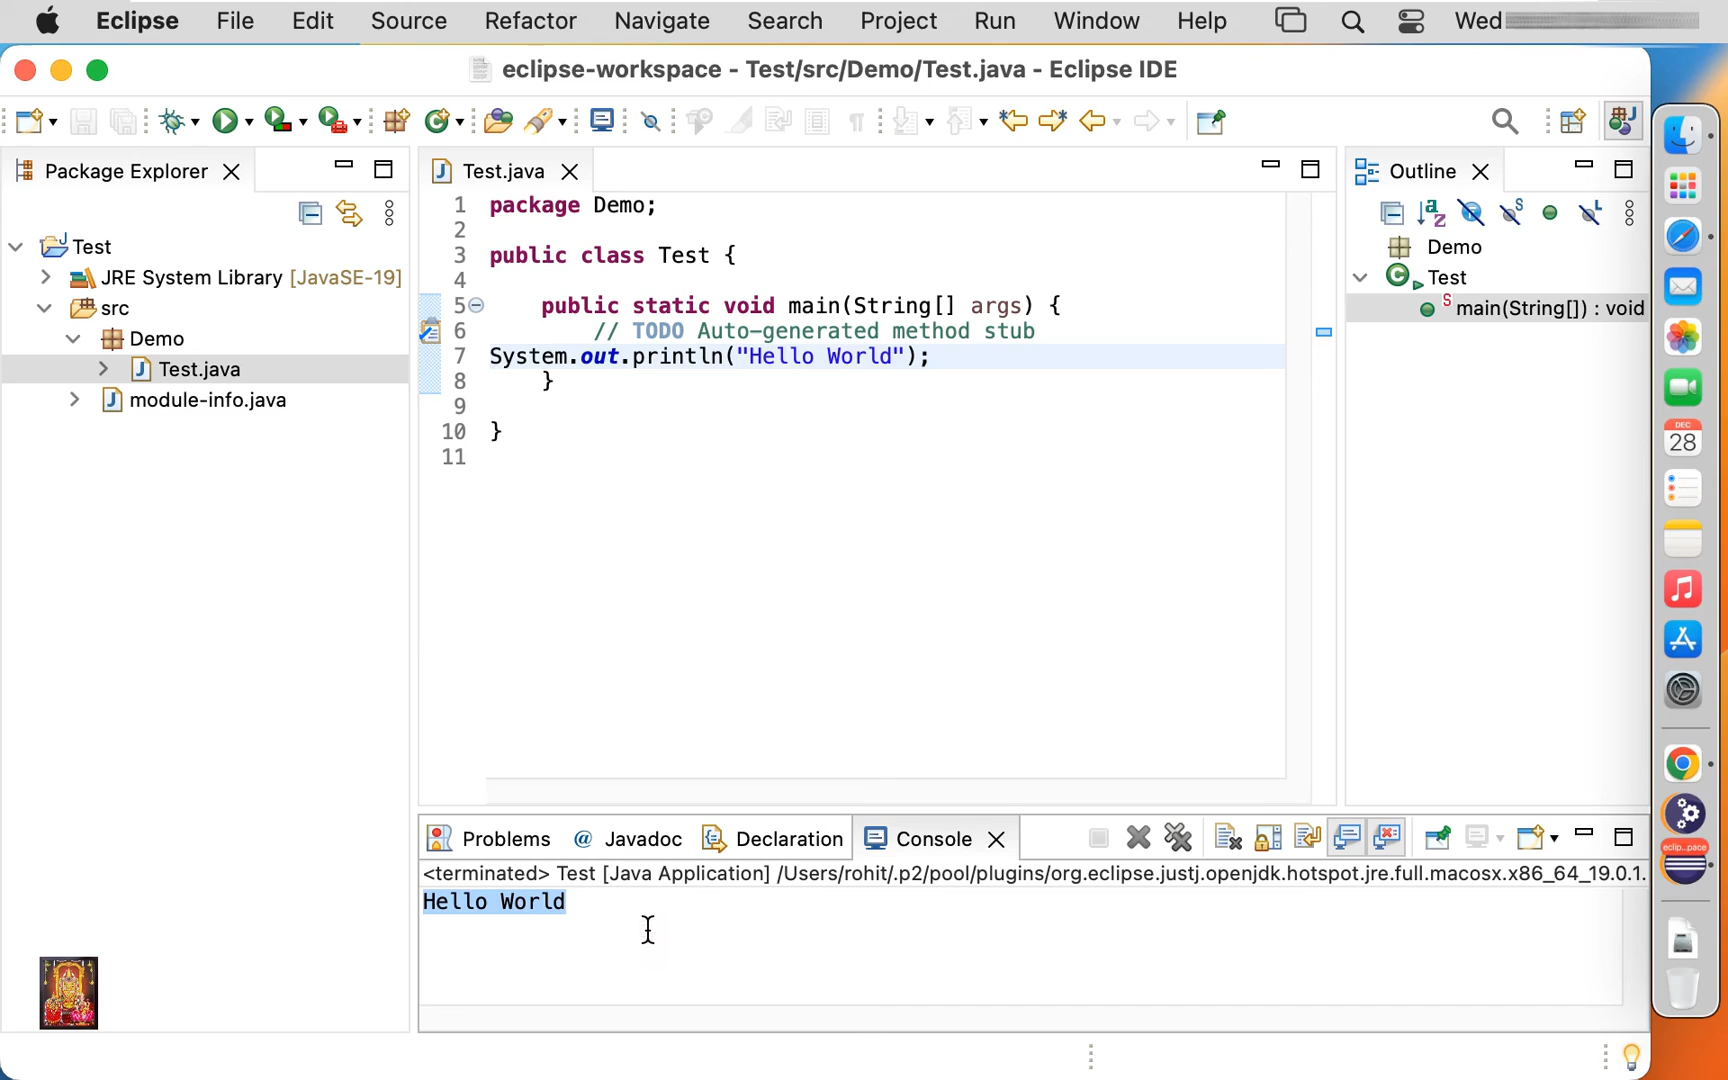 Eclipse File Edit Source Refactor Navigate Search Project Run Window Help Wed
eclipse-workspace - Test/src/Demo/Test.java - Eclipse IDE
Package Explorer
Test
JRE System Library [JavaSE-19]
src
Demo
Test.java
module-info.java
Test.java
1 package Demo;
2
3 public class Test {
4
5 public static void main(String[] args) {
6 // TODO Auto-generated method stub
7 System.out.println("Hello World");
8 }
9
10 }
11
Outline
Demo
Test
main(String[]) : void
Problems @ Javadoc Declaration Console
<terminated> Test [Java Application] /Users/rohit/.p2/pool/plugins/org.eclipse.justj.openjdk.hotspot.jre.full.macosx.x86_64_19.0.1.
Hello World
DEC
28
eclip...pace